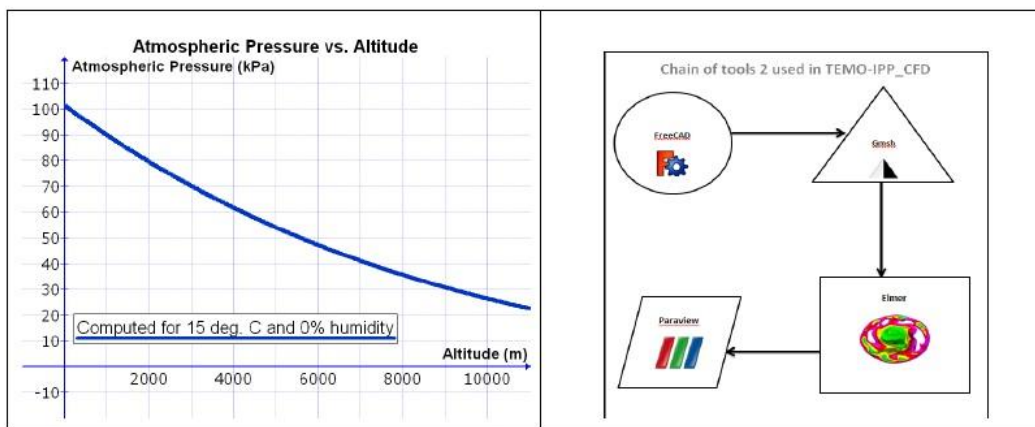 Atmospheric Pressure vs. Altitude
Atmospheric Pressure (kPa)
110
100
90
80
70
60
50
40
30
20
10
-10
Computed for 15 deg. C and 0% humidity
Altitude (m)
2000
4000
6000
8000
10000
Chain of tools 2 used in TEMO-IPP_CFD
FreeCAD
Gmsh
Elmer
Paraview